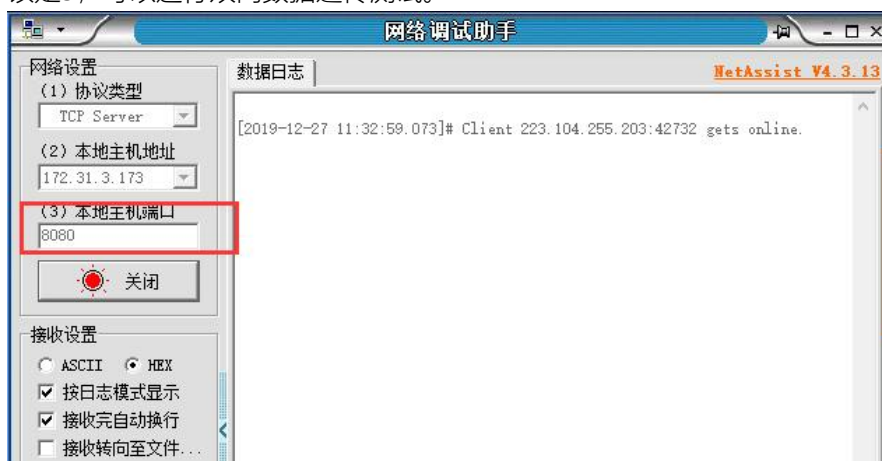 网络调试助手
网络设置
(1) 协议类型
TCP Server
(2) 本地主机地址
172.31.3.173
(3) 本地主机端口
8080
关闭
接收设置
ASCII HEX
按日志模式显示
接收完自动换行
接收转向至文件...
数据日志
NetAssist V4.3.13
[2019-12-27 11:32:59.073]# Client 223.104.255.203:42732 gets online.